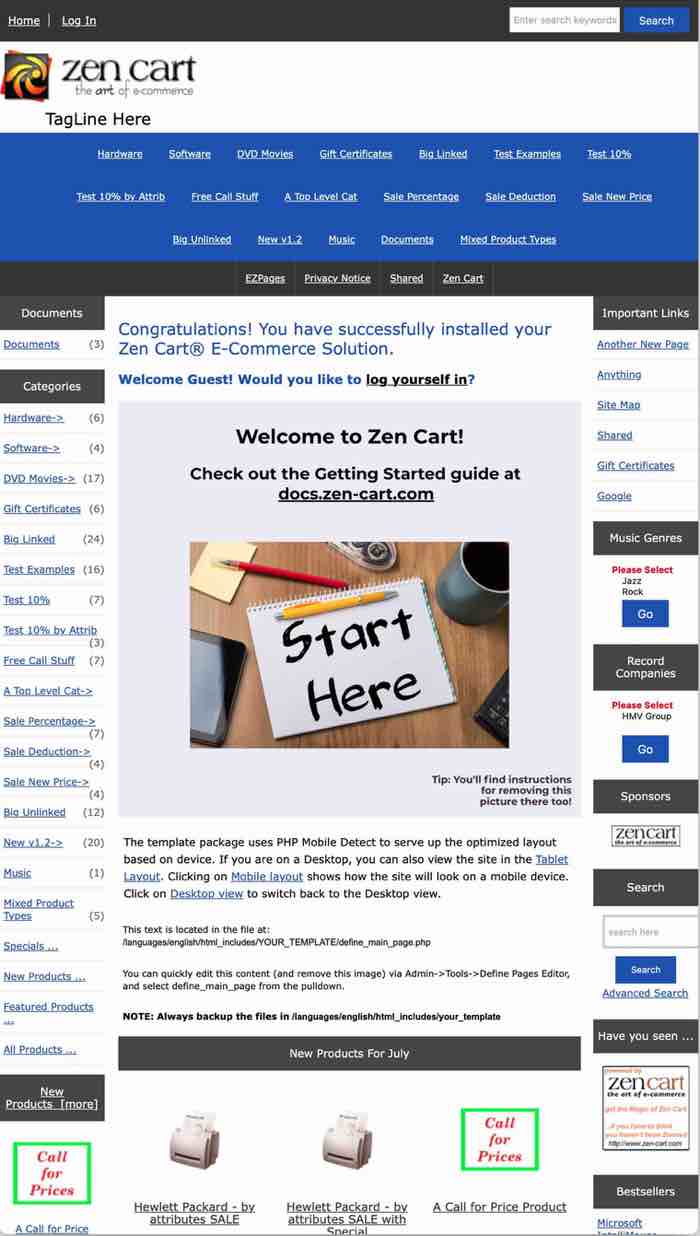 Home
Log In
Enter search keywords
Search
zen cart
the art of e-commerce
TagLine Here
Hardware
Software
DVD Movies
Gift Certificates
Big Linked
Test Examples
Test 10%
Test 10% by Attrib
Free Call Stuff
A Top Level Cat
Sale Percentage
Sale Deduction
Sale New Price
Big Unlinked
New v1.2
Music
Documents
Mixed Product Types
EZPages
Privacy Notice
Shared
Zen Cart
Documents
Documents (3)
Categories
Hardware-> (6)
Software-> (4)
DVD Movies-> (17)
Gift Certificates (6)
Big Linked (24)
Test Examples (16)
Test 10% (7)
Test 10% by Attrib
(3)
Free Call Stuff (7)
A Top Level Cat->
Sale Percentage->
(7)
Sale Deduction->
(4)
Sale New Price->
(4)
Big Unlinked (12)
New v1.2-> (20)
Music (1)
Mixed Product
Types (5)
Specials ...
New Products ...
Featured Products
...
All Products ...
New
Products [more]
Call
for
Prices
A Call for Price
Congratulations! You have successfully installed your
Zen Cart® E-Commerce Solution.
Welcome Guest! Would you like to log yourself in?
Welcome to Zen Cart!
Check out the Getting Started guide at
docs.zen-cart.com
Start
Here
Tip: You'll find instructions
for removing this
picture there too!
The template package uses PHP Mobile Detect to serve up the optimized layout
based on device. If you are on a Desktop, you can also view the site in the Tablet
Layout. Clicking on Mobile layout shows how the site will look on a mobile device.
Click on Desktop view to switch back to the Desktop view.
This text is located in the file at:
/languages/english/html_includes/YOUR_TEMPLATE/define_main_page.php
You can quickly edit this content (and remove this image) via Admin->Tools->Define Pages Editor,
and select define_main_page from the pulldown.
NOTE: Always backup the files in /languages/english/html_includes/your_template
New Products For July
Hewlett Packard - by
attributes SALE
Hewlett Packard - by
attributes SALE with
Special
Call
for
Prices
A Call for Price Product
Important Links
Another New Page
Anything
Site Map
Shared
Gift Certificates
Google
Music Genres
Please Select
Jazz
Rock
Go
Record
Companies
Please Select
HMV Group
Go
Sponsors
zencart
the art of e-commerce
Search
search here
Search
Advanced Search
Have you seen ...
powered by
zencart
the art of e-commerce
get the Magic of Zen Cart
...if you have to think
you haven't been Zenned
http://www.zen-cart.com
Bestsellers
Microsoft
IntelliMouse